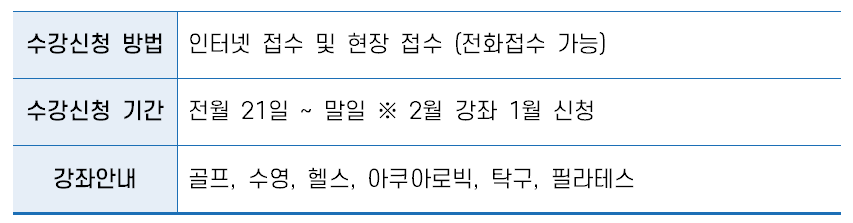 수강신청 방법 인터넷 접수 및 현장 접수 (전화접수 가능)
수강신청 기간 전월 21일 ~ 말일 ※ 2월 강좌 1월 신청
강좌안내 골프, 수영, 헬스, 아쿠아로빅, 탁구, 필라테스